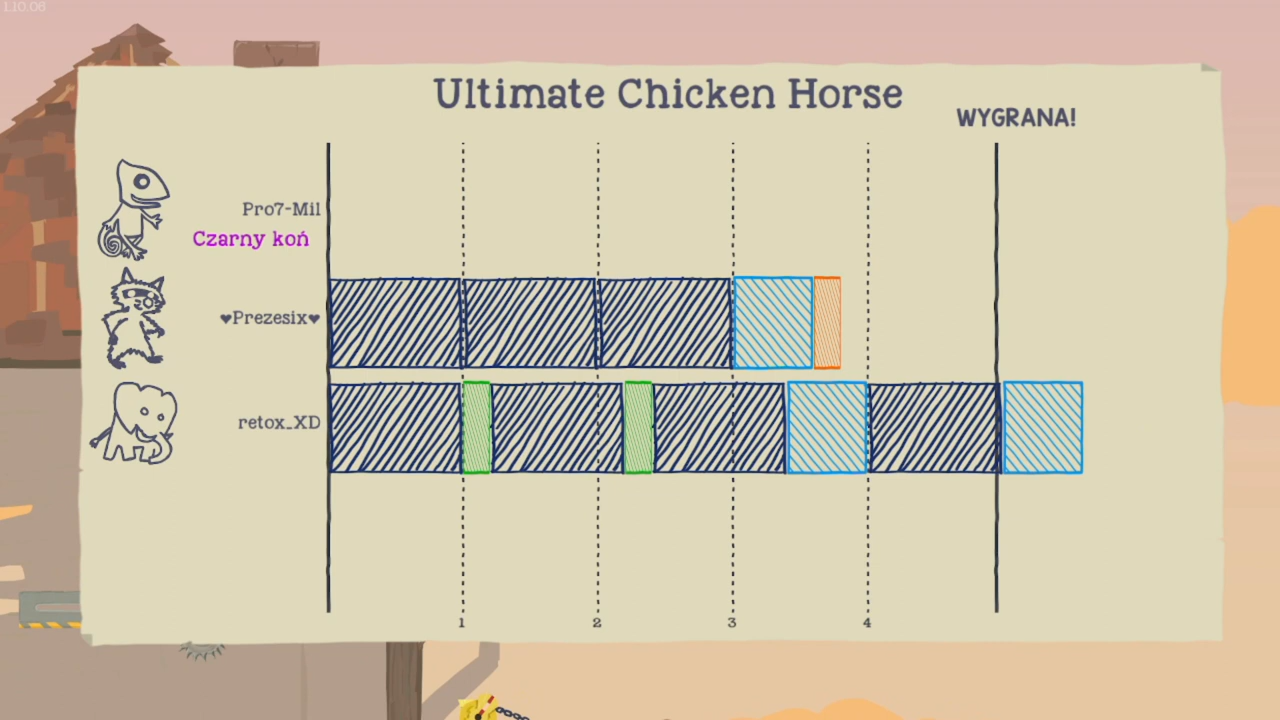 1.10.06
Ultimate Chicken Horse
WYGRANA!
Pro7-Mil
Czarny koń
♥Prezesix♥
retox_XD
1 2 3 4